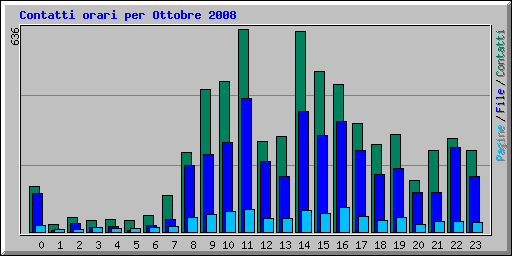 Contatti orari per Ottobre 2008
636
Pagine / File / Contatti
0 1 2 3 4 5 6 7 8 9 10 11 12 13 14 15 16 17 18 19 20 21 22 23